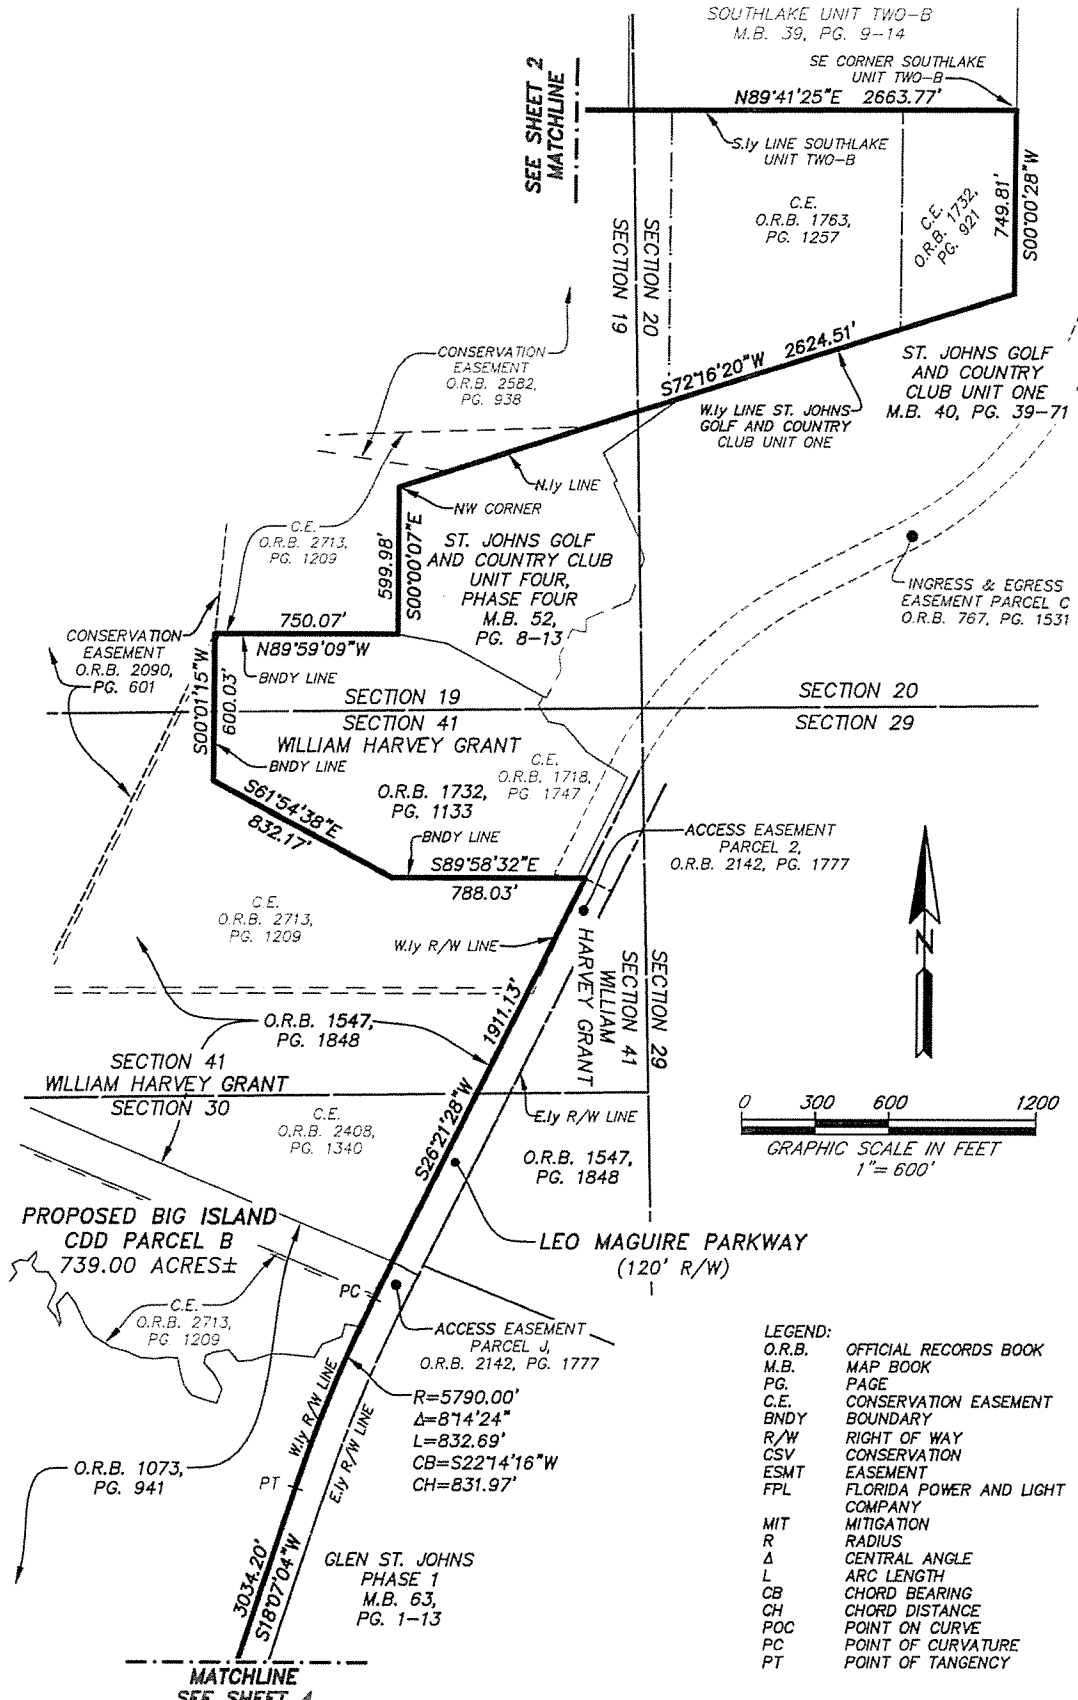 SOUTHLAKE UNIT TWO-B
M.B. 39, PG. 9-14
SE CORNER SOUTHLAKE
UNIT TWO-B
SEE SHEET 2
MATCHLINE
N89°41'25"E 2663.77'
S.ly LINE SOUTHLAKE
UNIT TWO-B
C.E.
O.R.B. 1763,
PG. 1257
C.E.
O.R.B. 1732,
PG. 921
749.81'
S00°00'28"W
SECTION 19
SECTION 20
CONSERVATION
EASEMENT
O.R.B. 2582,
PG. 938
S72°16'20"W 2624.51'
ST. JOHNS GOLF
AND COUNTRY
CLUB UNIT ONE
M.B. 40, PG. 39-71
W.ly LINE ST. JOHNS
GOLF AND COUNTRY
CLUB UNIT ONE
N.ly LINE
NW CORNER
C.E.
O.R.B. 2713,
PG. 1209
599.98'
S00°00'07"E
ST. JOHNS GOLF
AND COUNTRY CLUB
UNIT FOUR,
PHASE FOUR
M.B. 52,
PG. 8-13
INGRESS & EGRESS
EASEMENT PARCEL C
O.R.B. 767, PG. 1531
750.07'
N89°59'09"W
BNDY LINE
CONSERVATION
EASEMENT
O.R.B. 2090,
PG. 601
S00°01'15"W
600.03'
BNDY LINE
SECTION 19
SECTION 41
WILLIAM HARVEY GRANT
SECTION 20
SECTION 29
C.E.
O.R.B. 1718,
PG. 1747
O.R.B. 1732,
PG. 1133
S61°54'38"E
832.17'
BNDY LINE
S89°58'32"E
788.03'
ACCESS EASEMENT
PARCEL 2,
O.R.B. 2142, PG. 1777
C.E.
O.R.B. 2713,
PG. 1209
W.ly R/W LINE
HARVEY GRANT
WILLIAM
SECTION 41
SECTION 29
N
1911.13'
S26°21'28"W
O.R.B. 1547,
PG. 1848
SECTION 41
WILLIAM HARVEY GRANT
SECTION 30
C.E.
O.R.B. 2408,
PG. 1340
E.ly R/W LINE
O.R.B. 1547,
PG. 1848
0 300 600 1200
GRAPHIC SCALE IN FEET
1"= 600'
PROPOSED BIG ISLAND
CDD PARCEL B
739.00 ACRES±
LEO MAGUIRE PARKWAY
(120' R/W)
PC
C.E.
O.R.B. 2713,
PG. 1209
ACCESS EASEMENT
PARCEL J,
O.R.B. 2142, PG. 1777
R=5790.00'
Δ=8°14'24"
L=832.69'
CB=S22°14'16"W
CH=831.97'
W.ly R/W LINE
E.ly R/W LINE
O.R.B. 1073,
PG. 941
PT
3034.20'
S18°07'04"W
GLEN ST. JOHNS
PHASE 1
M.B. 63,
PG. 1-13
MATCHLINE
SEE SHEET 4
LEGEND:
O.R.B. OFFICIAL RECORDS BOOK
M.B. MAP BOOK
PG. PAGE
C.E. CONSERVATION EASEMENT
BNDY BOUNDARY
R/W RIGHT OF WAY
CSV CONSERVATION
ESMT EASEMENT
FPL FLORIDA POWER AND LIGHT
COMPANY
MIT MITIGATION
R RADIUS
Δ CENTRAL ANGLE
L ARC LENGTH
CB CHORD BEARING
CH CHORD DISTANCE
POC POINT ON CURVE
PC POINT OF CURVATURE
PT POINT OF TANGENCY